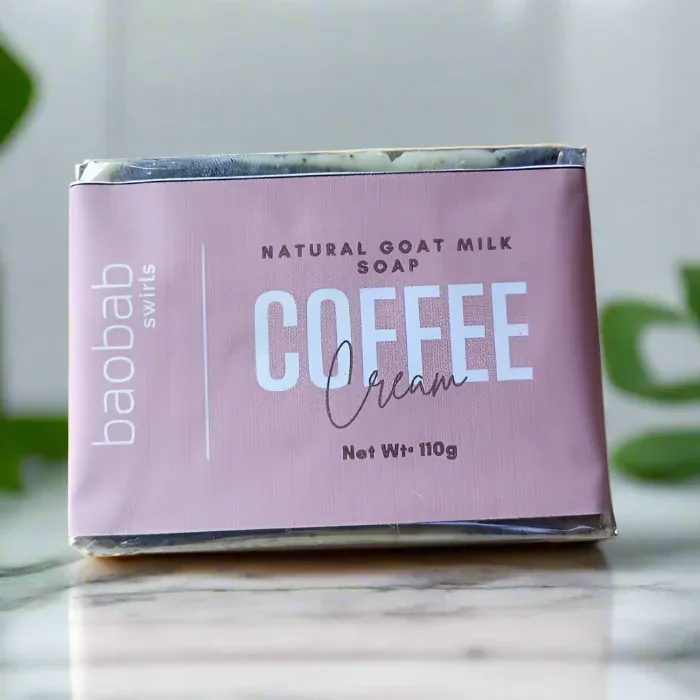 baobab
swirls
NATURAL GOAT MILK
SOAP
COFFEE
Cream
Net Wt. 110g